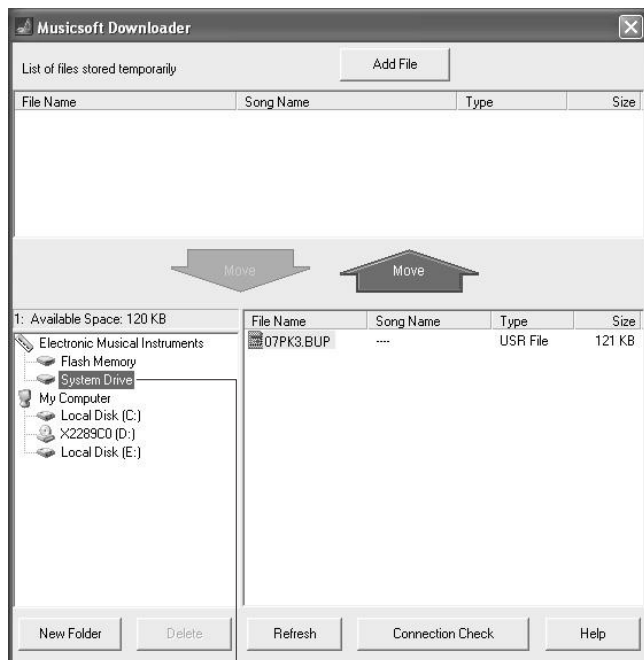 Musicsoft Downloader
List of files stored temporarily
Add File
File Name Song Name Type Size
Move Move
1: Available Space: 120 KB
Electronic Musical Instruments
Flash Memory
System Drive
My Computer
Local Disk (C:)
X2289C0 (D:)
Local Disk (E:)
File Name Song Name Type Size
07PK3.BUP ---- USR File 121 KB
New Folder Delete Refresh Connection Check Help